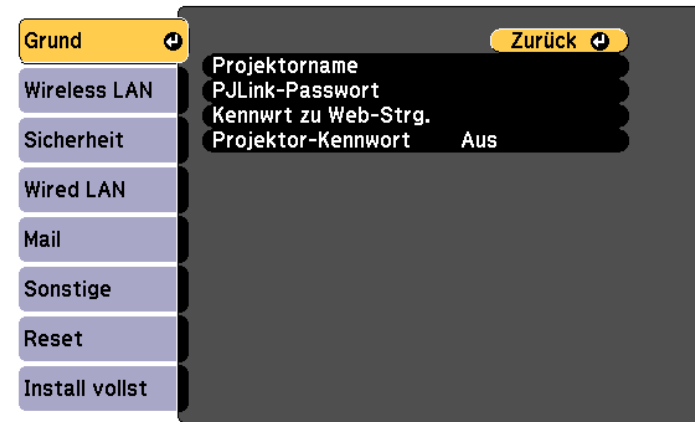 Grund
Wireless LAN
Sicherheit
Wired LAN
Mail
Sonstige
Reset
Install vollst
Zurück
Projektorname
PJLink-Passwort
Kennwrt zu Web-Strg.
Projektor-Kennwort Aus